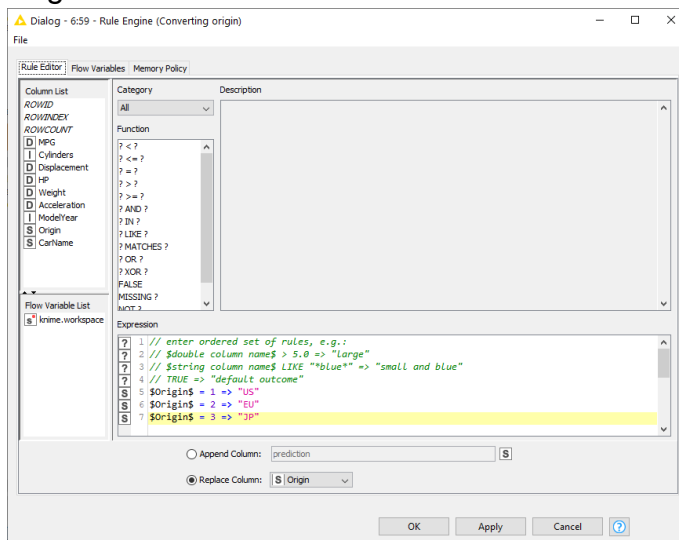 Dialog - 6:59 - Rule Engine (Converting origin)
File
Rule Editor Flow Variables Memory Policy
Column List
ROWID
ROWINDEX
ROWCOUNT
D MPG
I Cylinders
D Displacement
D HP
D Weight
D Acceleration
I ModelYear
S Origin
S CarName
Flow Variable List
s knime.workspace
Category
All
Function
? < ?
? <= ?
? = ?
? > ?
? >= ?
? AND ?
? IN ?
? LIKE ?
? MATCHES ?
? OR ?
? XOR ?
FALSE
MISSING ?
NOT ?
Description
Expression
? 1 // enter ordered set of rules, e.g.:
? 2 // $double column name$ > 5.0 => "large"
? 3 // $string column name$ LIKE "*blue*" => "small and blue"
? 4 // TRUE => "default outcome"
S 5 $Origin$ = 1 => "US"
S 6 $Origin$ = 2 => "EU"
S 7 $Origin$ = 3 => "JP"
Append Column: prediction S
Replace Column: S Origin
OK Apply Cancel ?